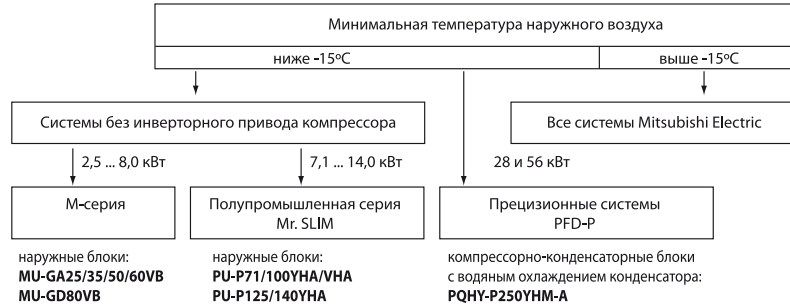 Минимальная температура наружного воздуха
ниже -15ºС
выше -15ºС
Системы без инверторного привода компрессора
Все системы Mitsubishi Electric
2,5 ... 8,0 кВт
7,1 ... 14,0 кВт
28 и 56 кВт
М-серия
Полупромышленная серия
Mr. SLIM
Прецизионные системы
PFD-P
наружные блоки:
MU-GA25/35/50/60VB
MU-GD80VB
наружные блоки:
PU-P71/100YHA/VHA
PU-P125/140YHA
компрессорно-конденсаторные блоки
с водяным охлаждением конденсатора:
PQHY-P250YHM-A